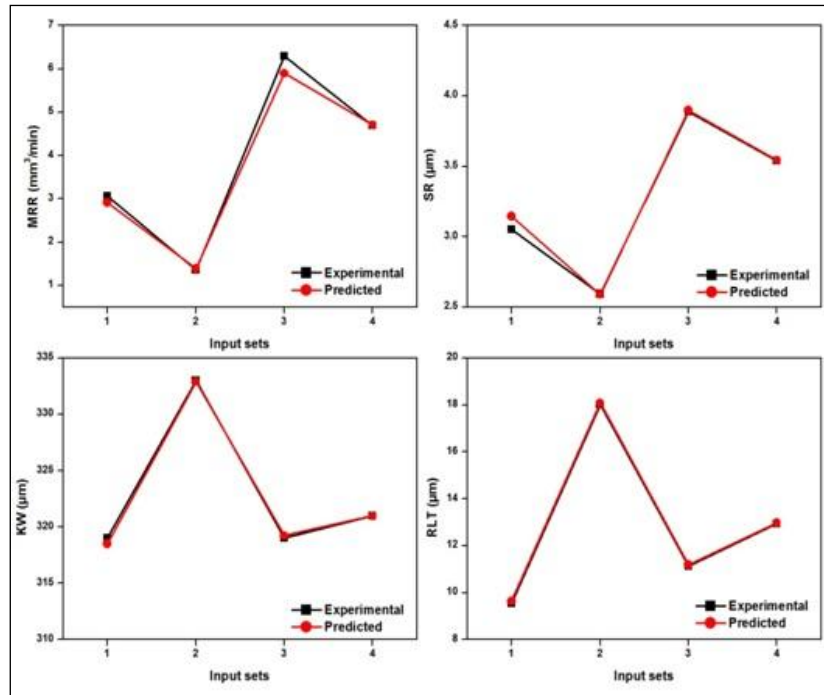 7
6
5
4
3
2
1
MRR (mm³/min)
Experimental
Predicted
1 2 3 4
Input sets
4.5
4.0
3.5
3.0
2.5
SR (µm)
Experimental
Predicted
1 2 3 4
Input sets
335
330
325
320
315
310
KW (µm)
Experimental
Predicted
1 2 3 4
Input sets
20
18
16
14
12
10
8
RLT (µm)
Experimental
Predicted
1 2 3 4
Input sets